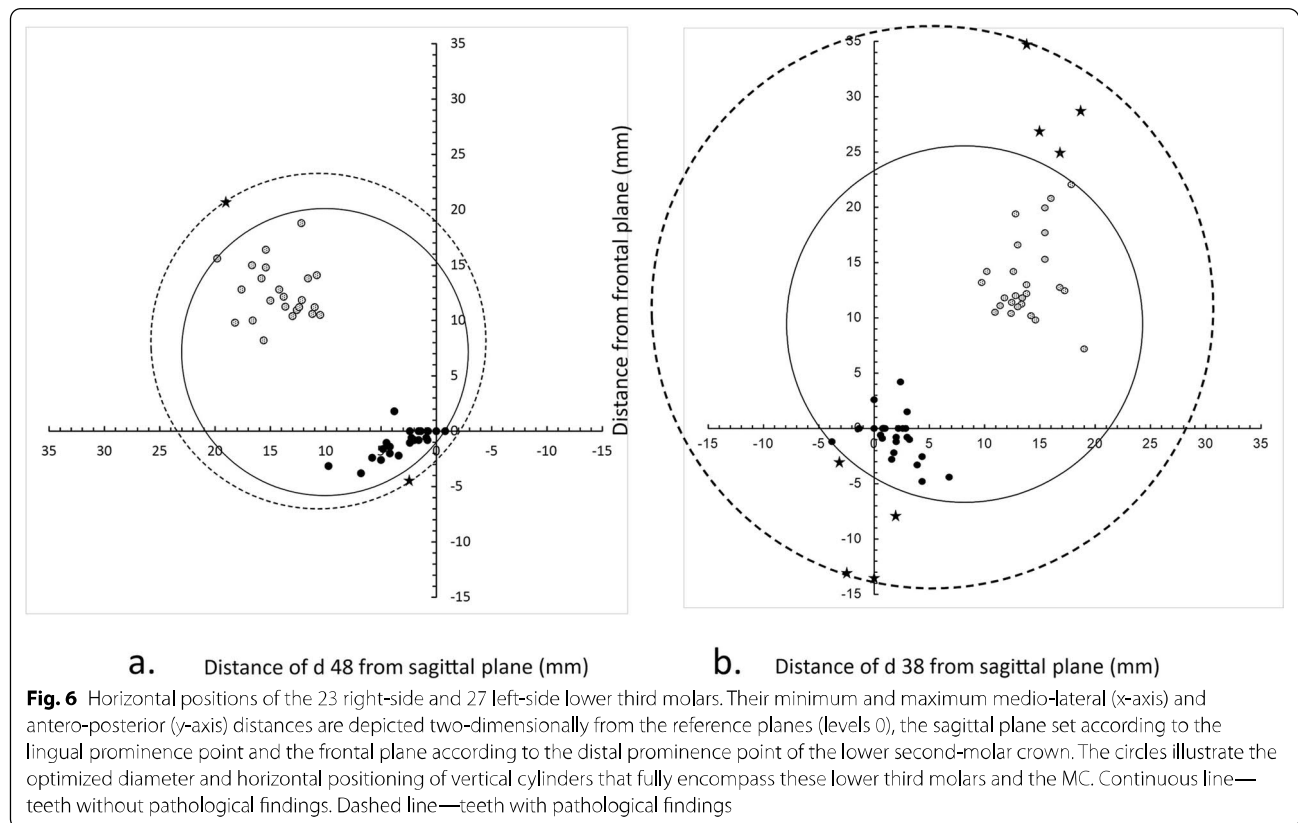 35
30
25
20
15
10
5
0
-5
-10
-15
35 30 25 20 15 10 5 0 -5 -10 -15
Distance from frontal plane (mm)
35
30
25
20
15
10
5
0
-5
-10
-15
-15 -10 -5 0 5 10 15 20 25 30 35
a. Distance of d 48 from sagittal plane (mm)
b. Distance of d 38 from sagittal plane (mm)
Fig. 6 Horizontal positions of the 23 right-side and 27 left-side lower third molars. Their minimum and maximum medio-lateral (x-axis) and
antero-posterior (y-axis) distances are depicted two-dimensionally from the reference planes (levels 0), the sagittal plane set according to the
lingual prominence point and the frontal plane according to the distal prominence point of the lower second-molar crown. The circles illustrate the
optimized diameter and horizontal positioning of vertical cylinders that fully encompass these lower third molars and the MC. Continuous line—
teeth without pathological findings. Dashed line—teeth with pathological findings